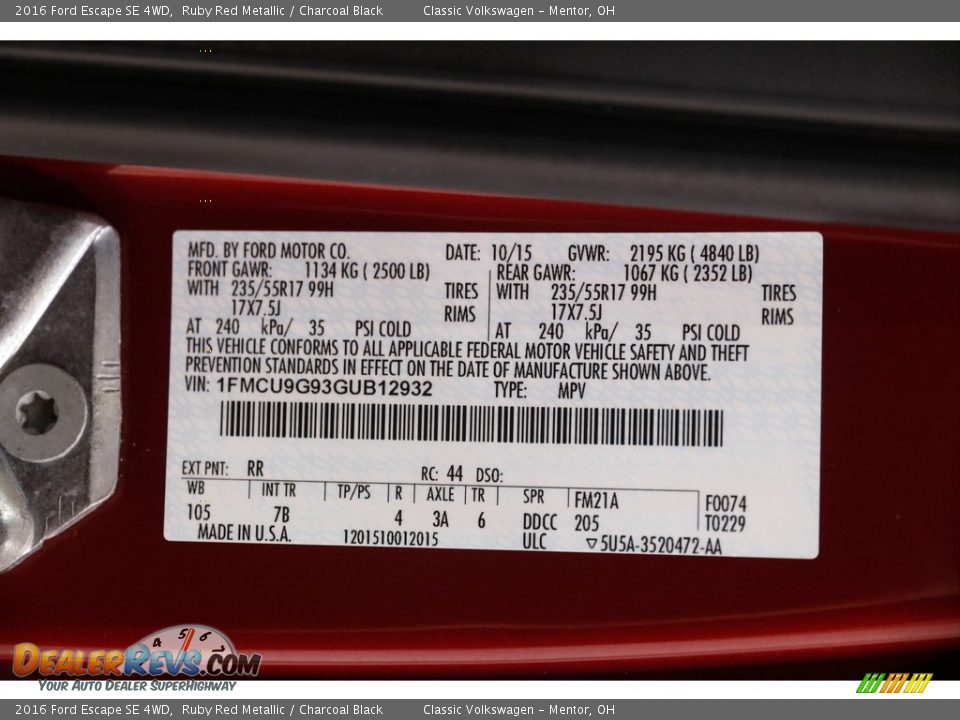 2016 Ford Escape SE 4WD, Ruby Red Metallic / Charcoal Black Classic Volkswagen - Mentor, OH
MFD. BY FORD MOTOR CO. DATE: 10/15 GVWR: 2195 KG ( 4840 LB)
FRONT GAWR: 1134 KG ( 2500 LB) REAR GAWR: 1067 KG ( 2352 LB)
WITH 235/55R17 99H TIRES WITH 235/55R17 99H TIRES
17X7.5J RIMS 17X7.5J RIMS
AT 240 kPa/ 35 PSI COLD AT 240 kPa/ 35 PSI COLD
THIS VEHICLE CONFORMS TO ALL APPLICABLE FEDERAL MOTOR VEHICLE SAFETY AND THEFT
PREVENTION STANDARDS IN EFFECT ON THE DATE OF MANUFACTURE SHOWN ABOVE.
VIN: 1FMCU9G93GUB12932 TYPE: MPV
EXT PNT: RR RC: 44 DSO:
WB INT TR TP/PS R AXLE TR SPR FM21A F0074
105 7B 4 3A 6 DDCC 205 T0229
MADE IN U.S.A. 1201510012015 ULC ▽5U5A-3520472-AA
4 5 6
DEALERREVS.COM
YOUR AUTO DEALER SUPERHIGHWAY
2016 Ford Escape SE 4WD, Ruby Red Metallic / Charcoal Black Classic Volkswagen - Mentor, OH